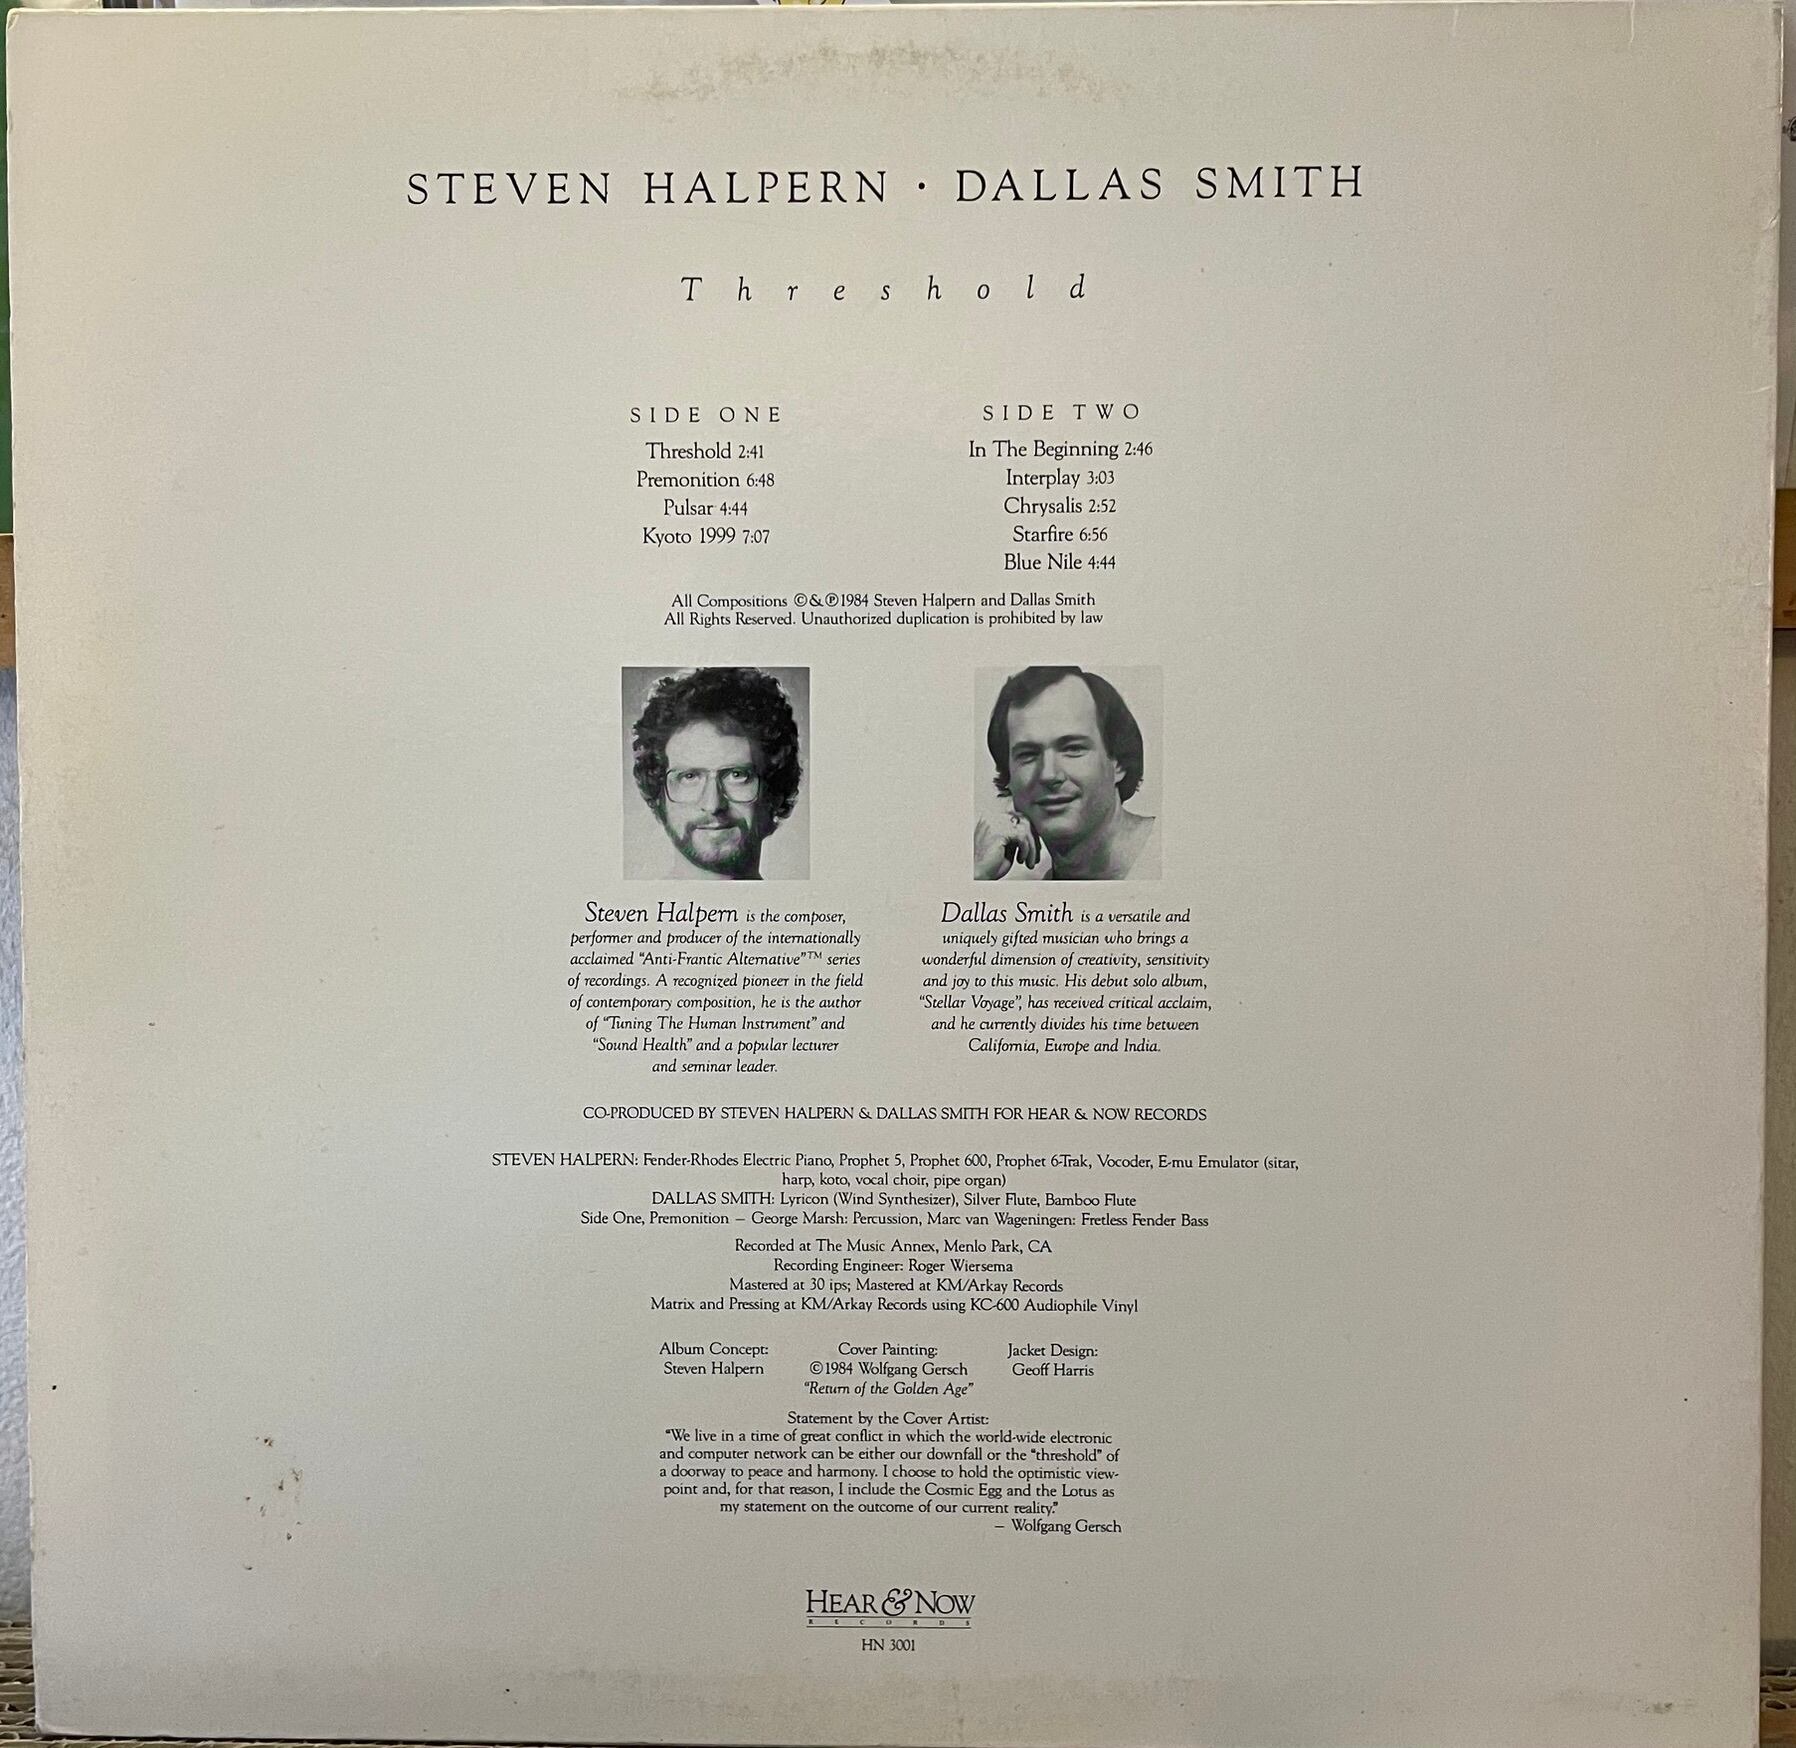 STEVEN HALPERN • DALLAS SMITH
Threshold
SIDE ONE
Threshold 2:41
Premonition 6:48
Pulsar 4:44
Kyoto 1999 7:07
SIDE TWO
In The Beginning 2:46
Interplay 3:03
Chrysalis 2:52
Starfire 6:56
Blue Nile 4:44
All Compositions ©&℗1984 Steven Halpern and Dallas Smith
All Rights Reserved. Unauthorized duplication is prohibited by law
Steven Halpern is the composer,
performer and producer of the internationally
acclaimed "Anti-Frantic Alternative"™ series
of recordings. A recognized pioneer in the field
of contemporary composition, he is the author
of "Tuning The Human Instrument" and
"Sound Health" and a popular lecturer
and seminar leader.
Dallas Smith is a versatile and
uniquely gifted musician who brings a
wonderful dimension of creativity, sensitivity
and joy to this music. His debut solo album,
"Stellar Voyage", has received critical acclaim,
and he currently divides his time between
California, Europe and India.
CO-PRODUCED BY STEVEN HALPERN & DALLAS SMITH FOR HEAR & NOW RECORDS
STEVEN HALPERN: Fender-Rhodes Electric Piano, Prophet 5, Prophet 600, Prophet 6-Trak, Vocoder, E-mu Emulator (sitar,
harp, koto, vocal choir, pipe organ)
DALLAS SMITH: Lyricon (Wind Synthesizer), Silver Flute, Bamboo Flute
Side One, Premonition – George Marsh: Percussion, Marc van Wageningen: Fretless Fender Bass
Recorded at The Music Annex, Menlo Park, CA
Recording Engineer: Roger Wiersema
Mastered at 30 ips; Mastered at KM/Arkay Records
Matrix and Pressing at KM/Arkay Records using KC-600 Audiophile Vinyl
Album Concept:
Steven Halpern
Cover Painting:
©1984 Wolfgang Gersch
"Return of the Golden Age"
Jacket Design:
Geoff Harris
Statement by the Cover Artist:
"We live in a time of great conflict in which the world-wide electronic
and computer network can be either our downfall or the "threshold" of
a doorway to peace and harmony. I choose to hold the optimistic view-
point and, for that reason, I include the Cosmic Egg and the Lotus as
my statement on the outcome of our current reality."
– Wolfgang Gersch
HEAR & NOW
RECORDS
HN 3001